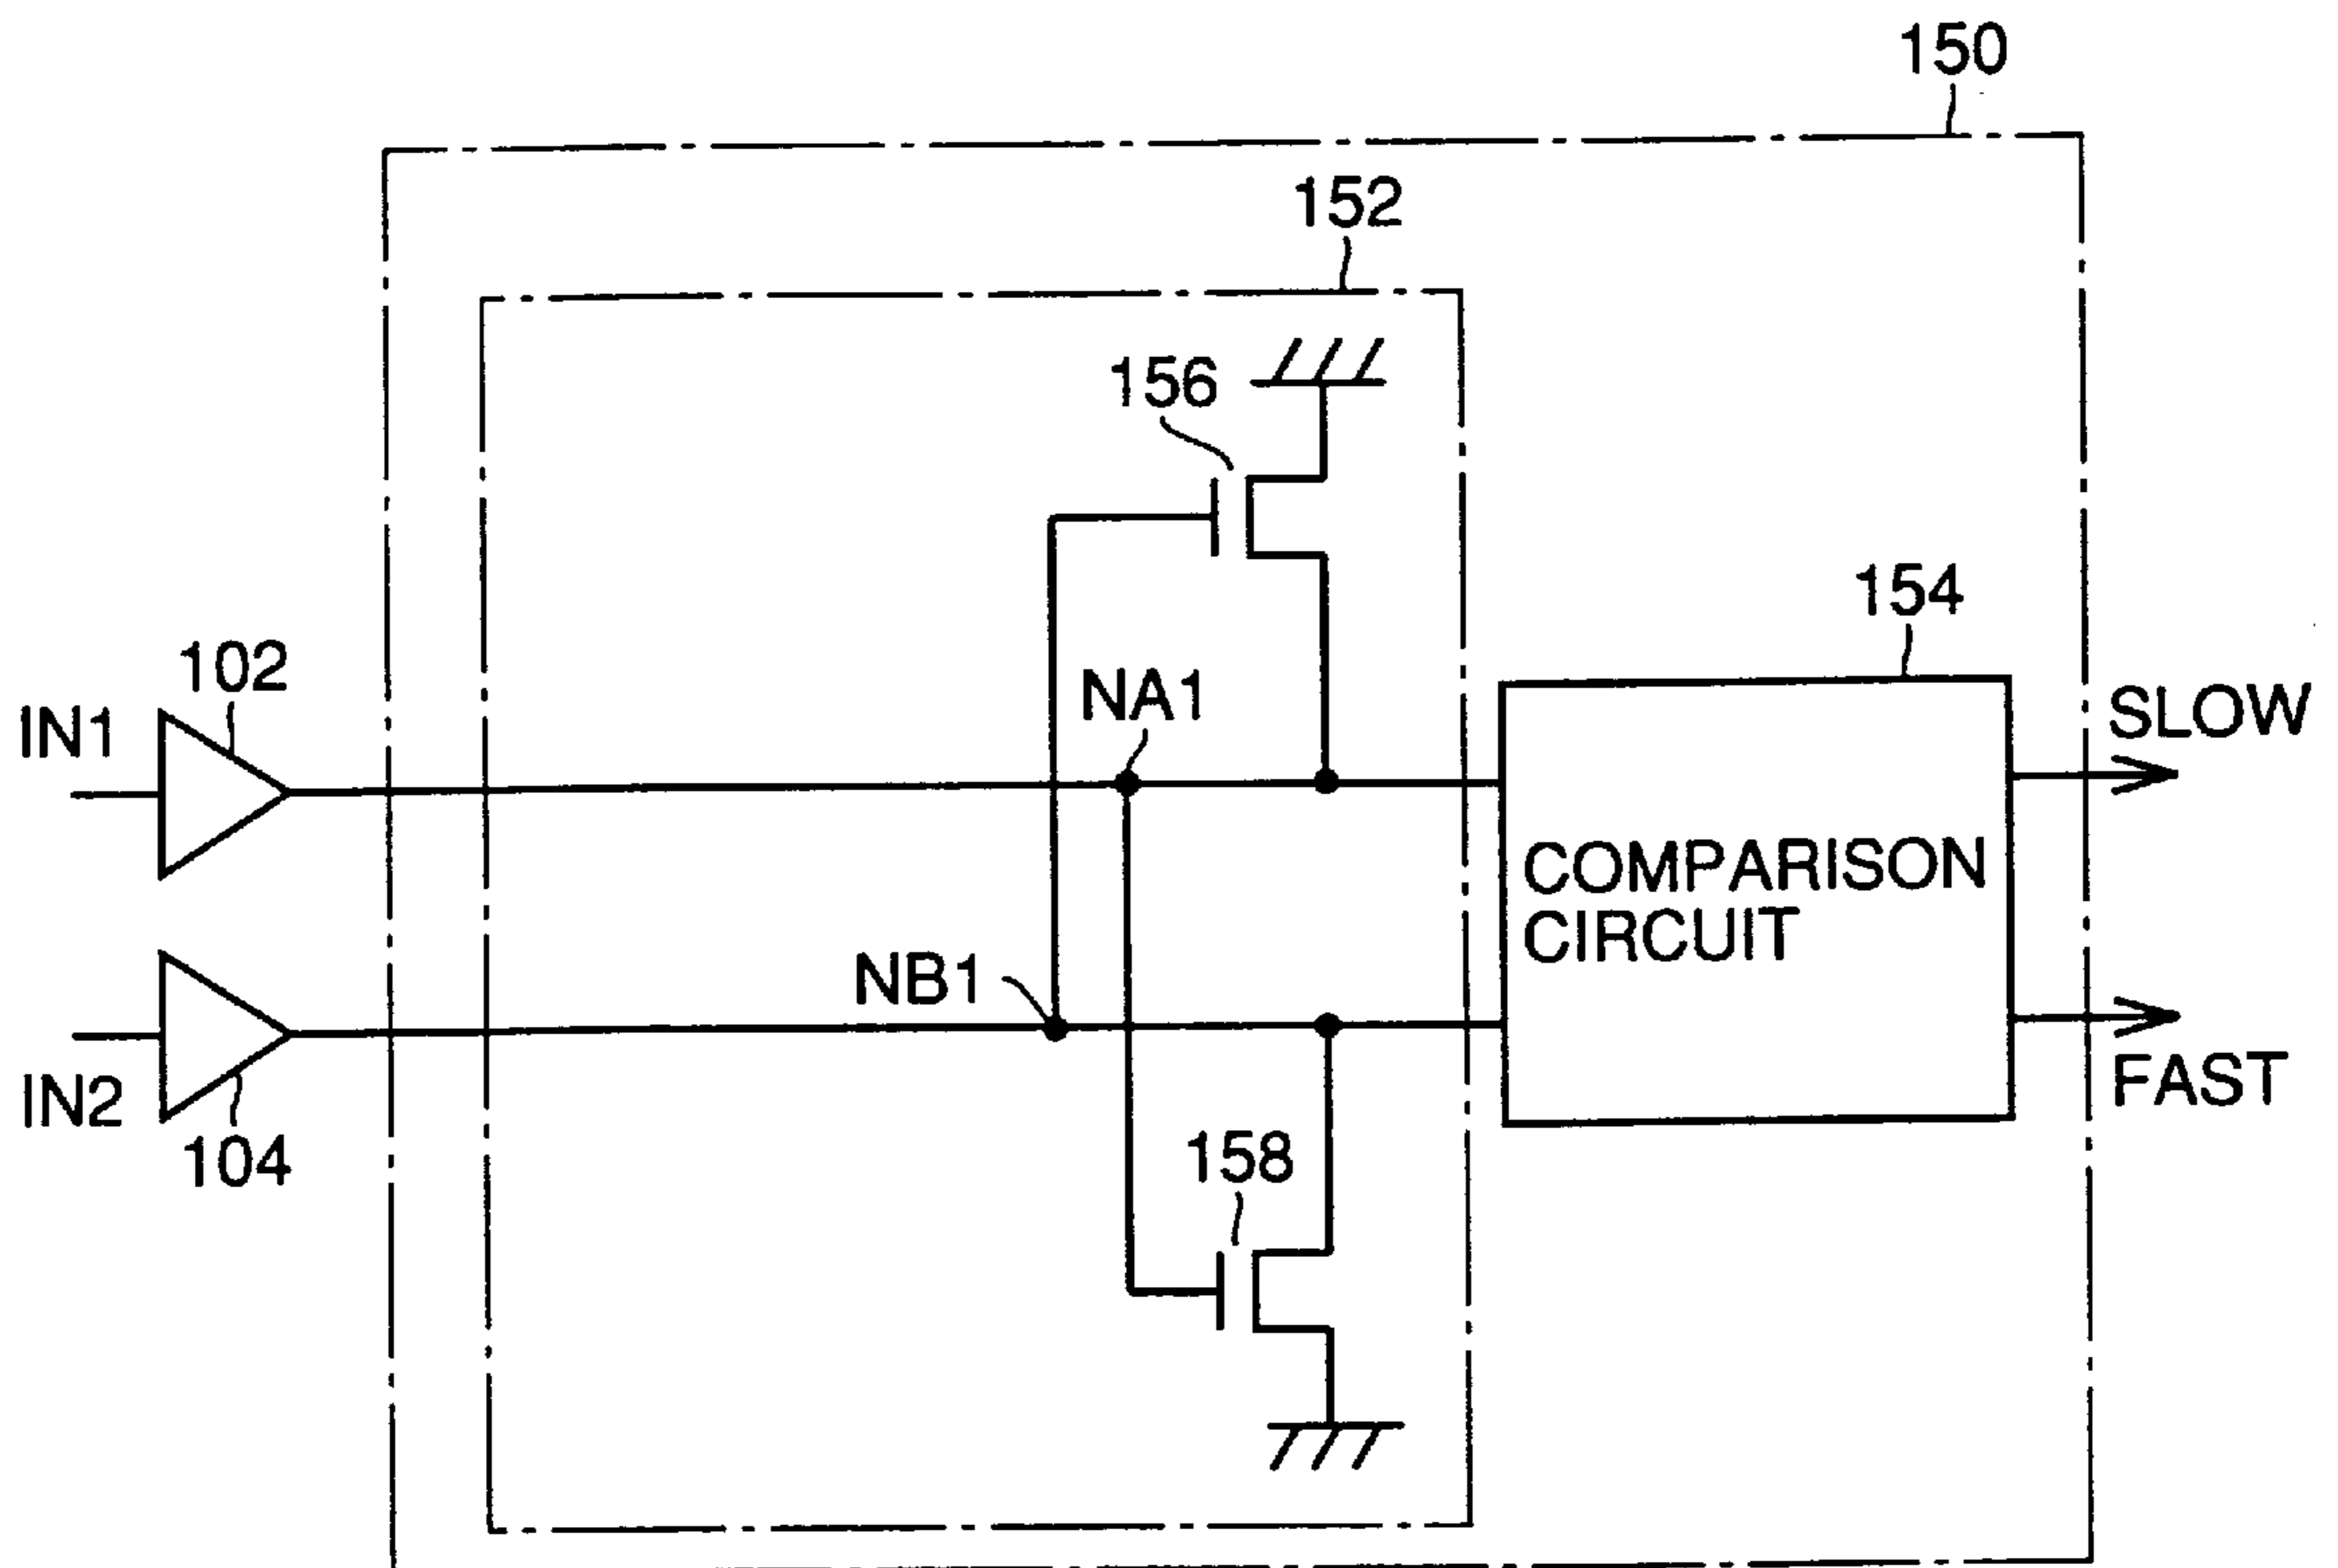 150
152
156
154
102
NA1
IN1
SLOW
COMPARISON
CIRCUIT
NB1
FAST
IN2
104
158